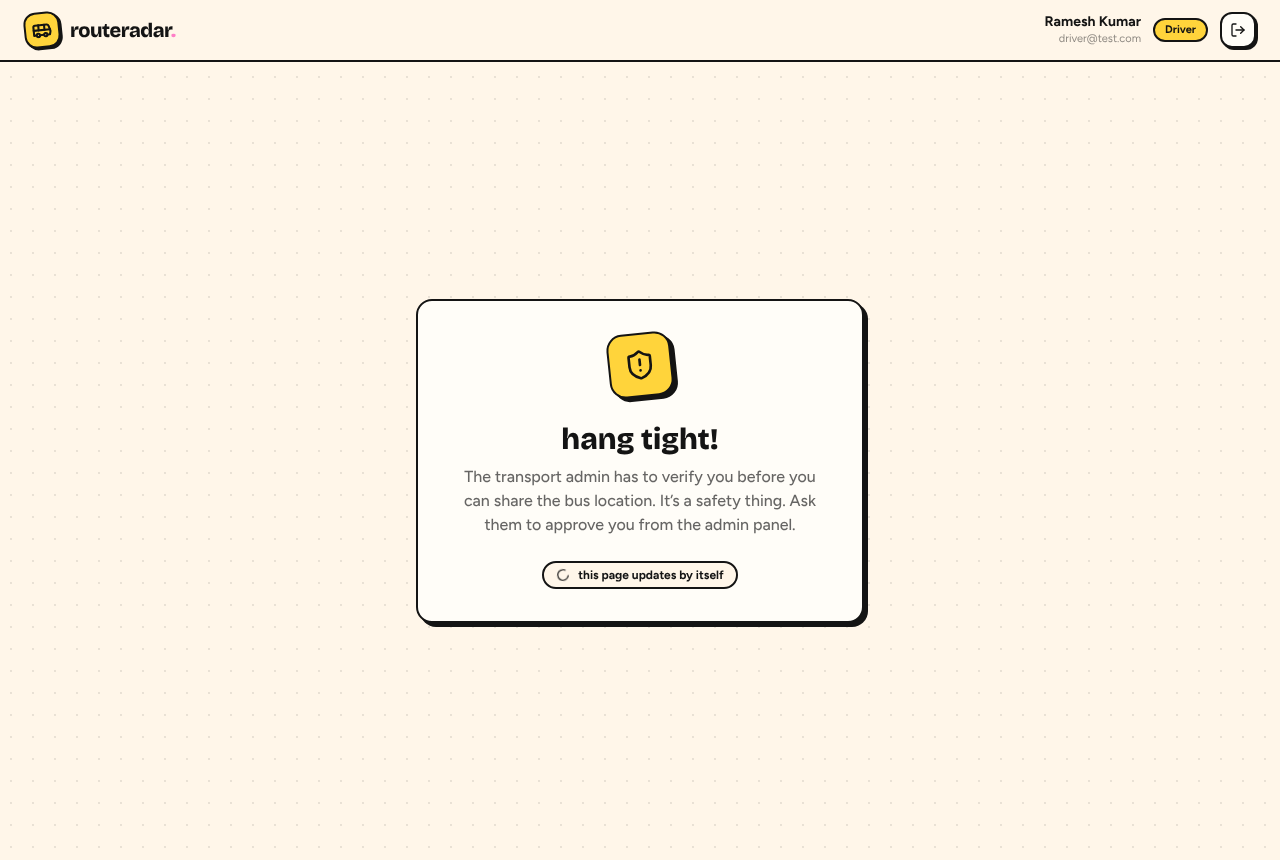 routeradar.
Ramesh Kumar
driver@test.com
Driver
hang tight!
The transport admin has to verify you before you
can share the bus location. It’s a safety thing. Ask
them to approve you from the admin panel.
this page updates by itself